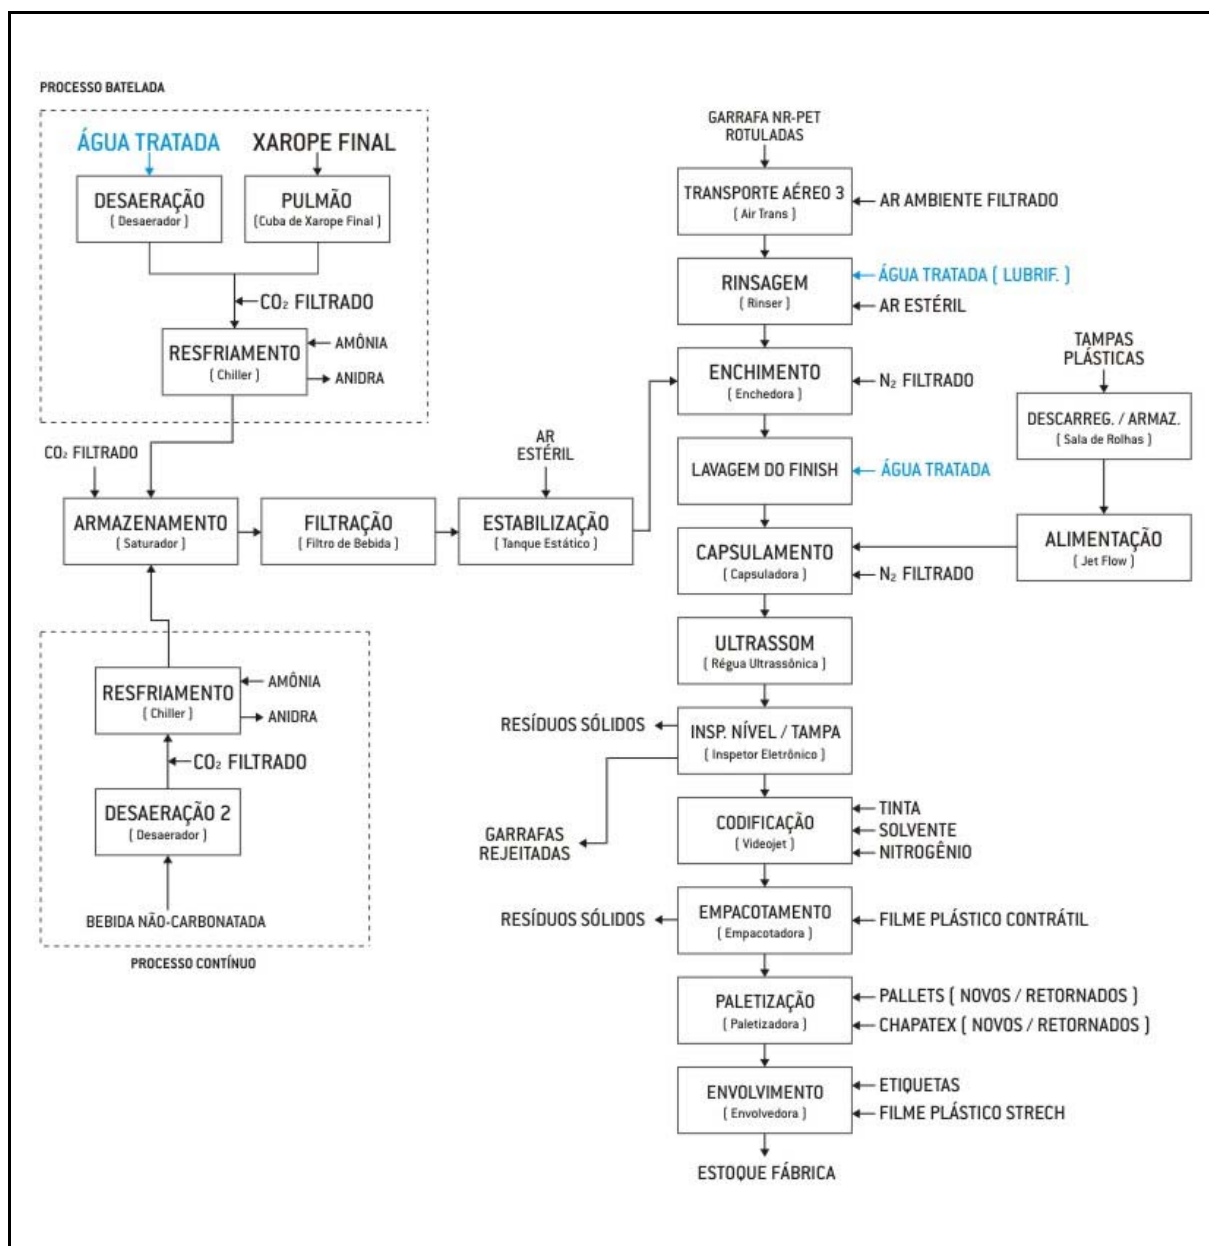 PROCESSO BATELADA
ÁGUA TRATADA
XAROPE FINAL
DESAERAÇÃO
( Desaerador )
PULMÃO
(Cuba de Xarope Final )
CO₂ FILTRADO
RESFRIAMENTO
( Chiller )
AMÔNIA
ANIDRA
CO₂ FILTRADO
ARMAZENAMENTO
( Saturador )
FILTRAÇÃO
( Filtro de Bebida )
AR
ESTÉRIL
ESTABILIZAÇÃO
( Tanque Estático )
RESFRIAMENTO
( Chiller )
AMÔNIA
ANIDRA
CO₂ FILTRADO
DESAERAÇÃO 2
( Desaerador )
BEBIDA NÃO-CARBONATADA
PROCESSO CONTÍNUO
GARRAFA NR-PET
ROTULADAS
TRANSPORTE AÉREO 3
( Air Trans )
AR AMBIENTE FILTRADO
RINSAGEM
( Rinser )
ÁGUA TRATADA ( LUBRIF. )
AR ESTÉRIL
ENCHIMENTO
( Enchedora )
N₂ FILTRADO
LAVAGEM DO FINISH
ÁGUA TRATADA
TAMPAS
PLÁSTICAS
DESCARREG. / ARMAZ.
( Sala de Rolhas )
ALIMENTAÇÃO
( Jet Flow )
CAPSULAMENTO
( Capsuladora )
N₂ FILTRADO
ULTRASSOM
( Régua Ultrassônica )
INSP. NÍVEL / TAMPA
( Inspetor Eletrônico )
RESÍDUOS SÓLIDOS
GARRAFAS
REJEITADAS
CODIFICAÇÃO
( Videojet )
TINTA
SOLVENTE
NITROGÊNIO
EMPACOTAMENTO
( Empacotadora )
RESÍDUOS SÓLIDOS
FILME PLÁSTICO CONTRÁTIL
PALETIZAÇÃO
( Paletizadora )
PALLETS ( NOVOS / RETORNADOS )
CHAPATEX ( NOVOS / RETORNADOS )
ENVOLVIMENTO
( Envolvedora )
ETIQUETAS
FILME PLÁSTICO STRECH
ESTOQUE FÁBRICA